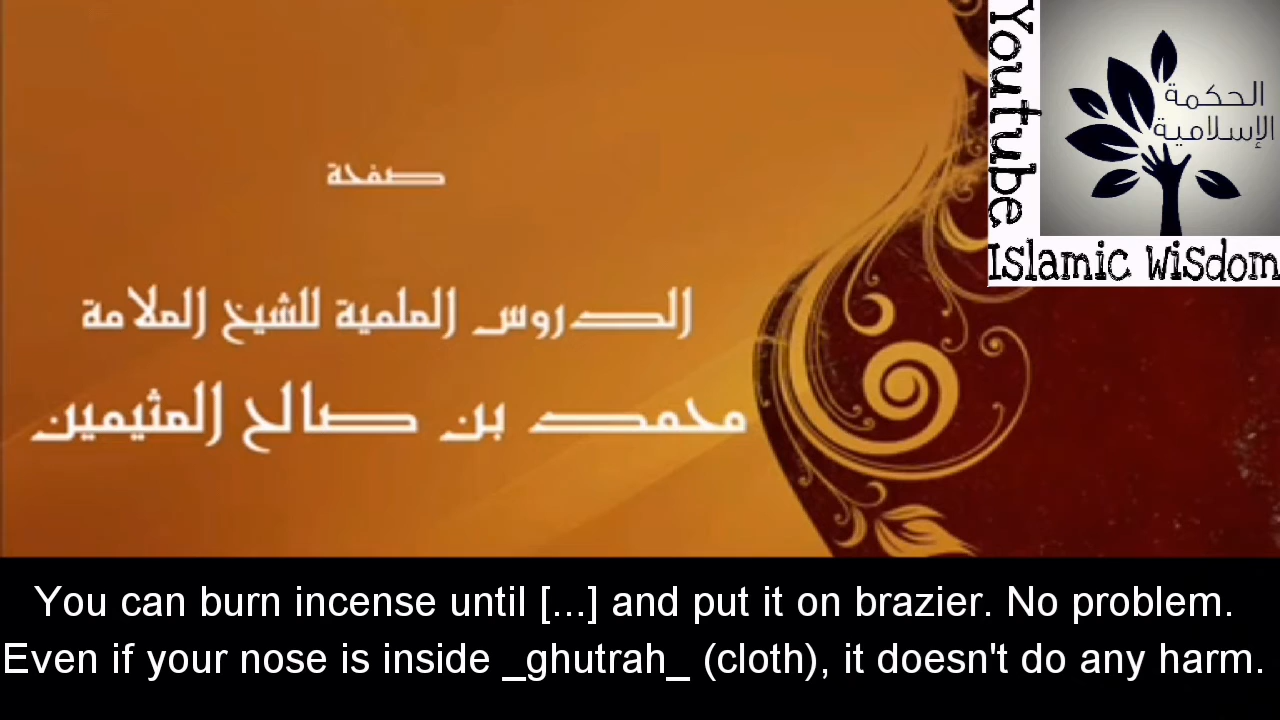 صفحة
الدروس العلمية للشيخ العلامة
محمد بن صالح العثيمين
Youtube
الحكمة
الإسلامية
Islamic Wisdom
You can burn incense until [...] and put it on brazier. No problem.
Even if your nose is inside _ghutrah_ (cloth), it doesn't do any harm.